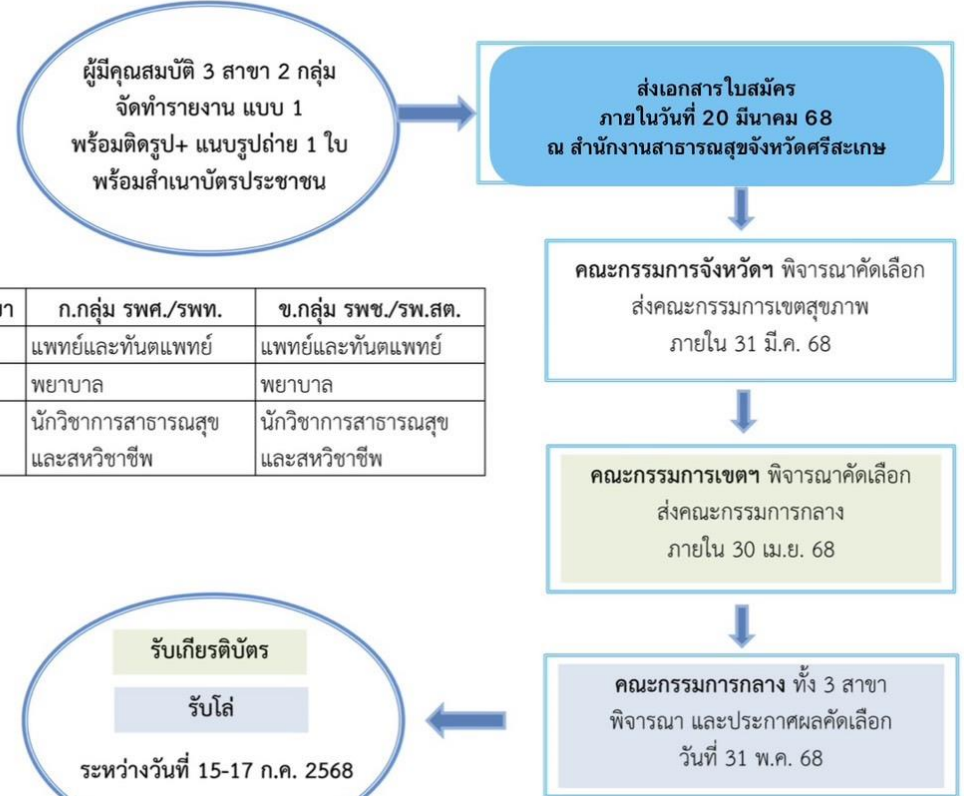 ผู้มีคุณสมบัติ 3 สาขา 2 กลุ่ม
จัดทำรายงาน แบบ 1
พร้อมติดรูป+ แนบรูปถ่าย 1 ใบ
พร้อมสำเนาบัตรประชาชน
ส่งเอกสารใบสมัคร
ภายในวันที่ 20 มีนาคม 68
ณ สำนักงานสาธารณสุขจังหวัดศรีสะเกษ
คณะกรรมการจังหวัดฯ พิจารณาคัดเลือก
ส่งคณะกรรมการเขตสุขภาพ
ภายใน 31 มี.ค. 68
ก.กลุ่ม รพศ./รพท. ข.กลุ่ม รพช./รพ.สต.
แพทย์และทันตแพทย์ แพทย์และทันตแพทย์
พยาบาล พยาบาล
นักวิชาการสาธารณสุข นักวิชาการสาธารณสุข
และสหวิชาชีพ และสหวิชาชีพ
คณะกรรมการเขตฯ พิจารณาคัดเลือก
ส่งคณะกรรมการกลาง
ภายใน 30 เม.ย. 68
คณะกรรมการกลาง ทั้ง 3 สาขา
พิจารณา และประกาศผลคัดเลือก
วันที่ 31 พ.ค. 68
รับเกียรติบัตร
รับโล่
ระหว่างวันที่ 15-17 ก.ค. 2568